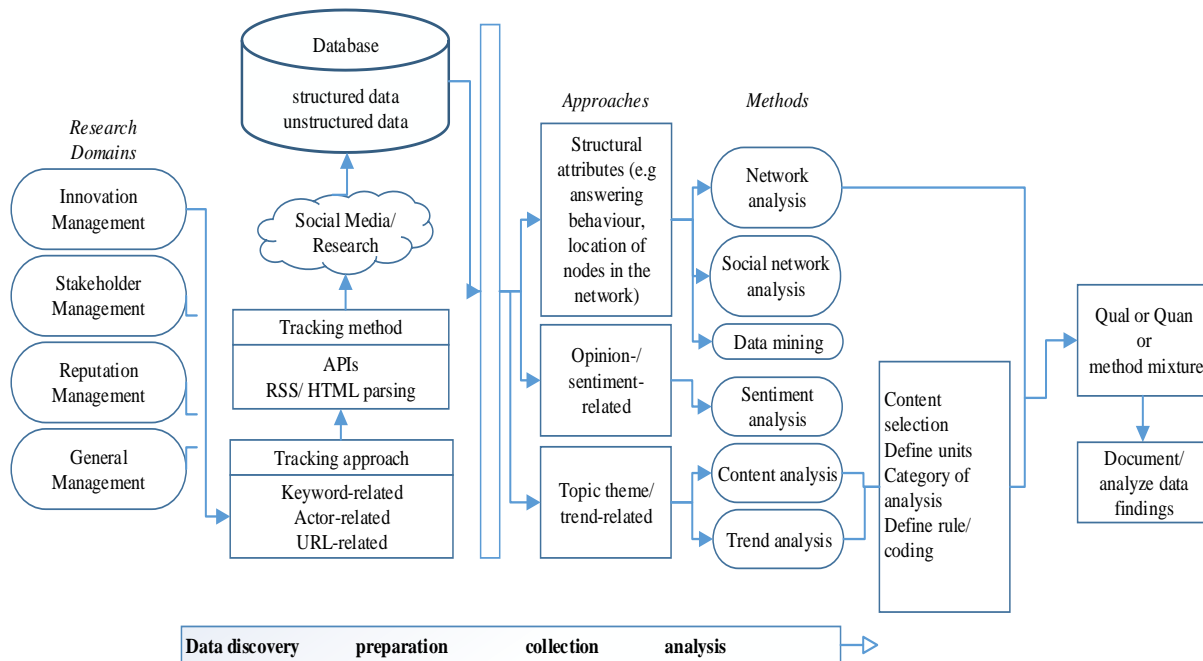 Research
Domains
Innovation
Management
Stakeholder
Management
Reputation
Management
General
Management
Database
structured data
unstructured data
Social Media/
Research
Tracking method
APIs
RSS/ HTML parsing
Tracking approach
Keyword-related
Actor-related
URL-related
Approaches
Structural
attributes (e.g
answering
behaviour,
location of
nodes in the
network)
Opinion-/
sentiment-
related
Topic theme/
trend-related
Methods
Network
analysis
Social network
analysis
Data mining
Sentiment
analysis
Content analysis
Trend analysis
Content
selection
Define units
Category of
analysis
Define rule/
coding
Qual or Quan
or
method mixture
Document/
analyze data
findings
Data discovery preparation collection analysis